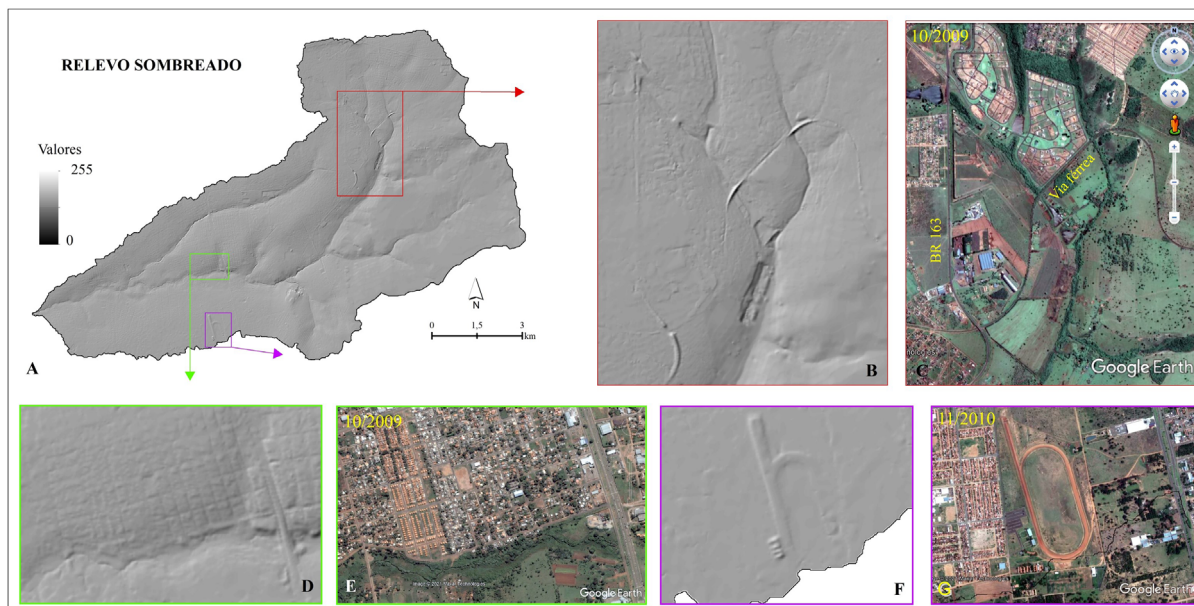 RELEVO SOMBREADO
Valores
255
0
N
0 1,5 3
km
A
B
10/2009
N
BR 163
Via férrea
Google Earth
C
D
10/2009
Google Earth
E
F
11/2010
Google Earth
G